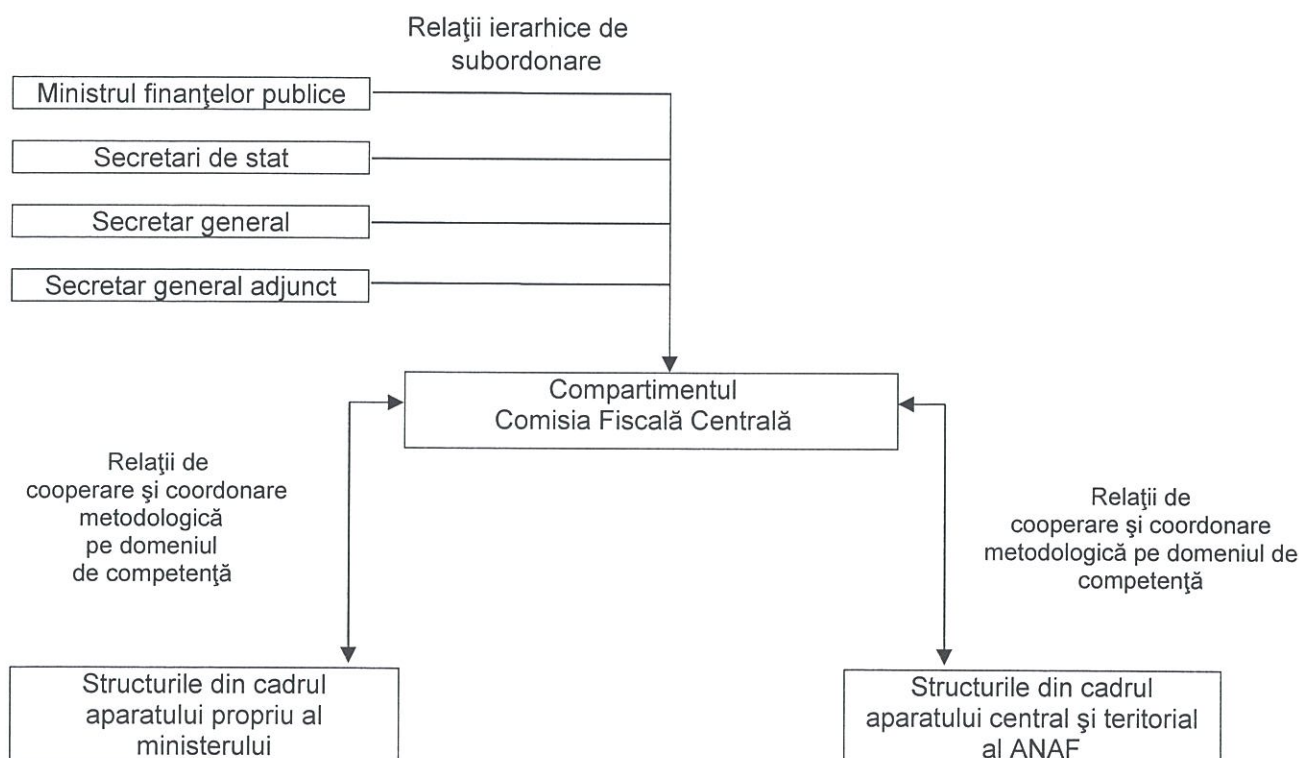 Relaţii ierarhice de
subordonare
Ministrul finanţelor publice
Secretari de stat
Secretar general
Secretar general adjunct
Compartimentul
Comisia Fiscală Centrală
Relaţii de
cooperare şi coordonare
metodologică
pe domeniul
de competenţă
Relaţii de
cooperare şi coordonare
metodologică pe domeniul de
competenţă
Structurile din cadrul
aparatului propriu al
ministerului
Structurile din cadrul
aparatului central şi teritorial
al ANAF